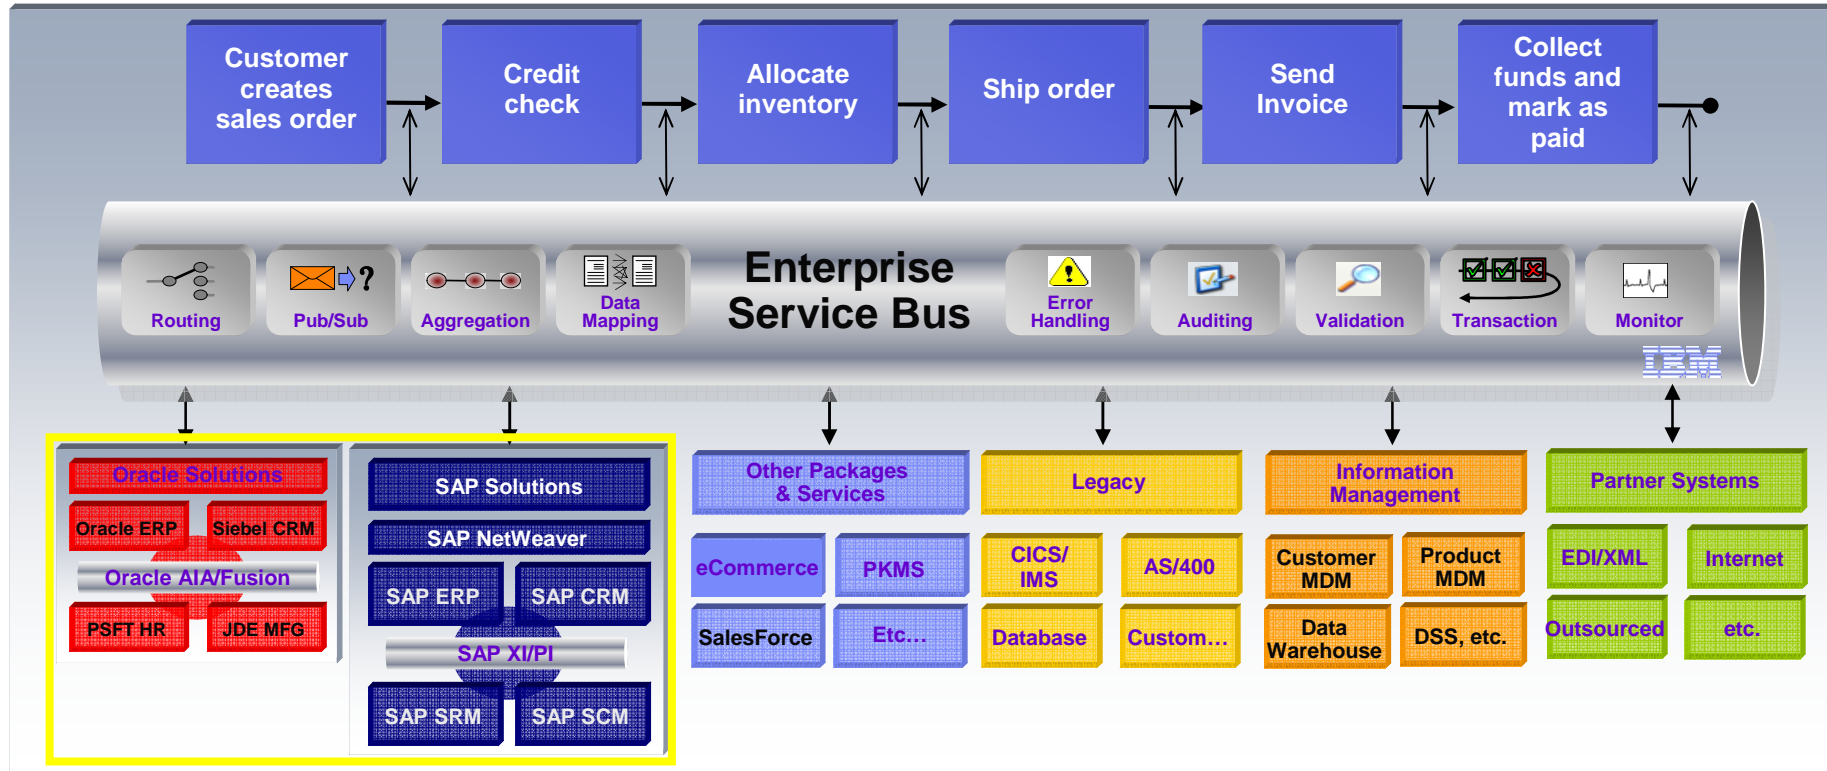 Customer
creates
sales order
Credit
check
Allocate
inventory
Ship order
Send
Invoice
Collect
funds and
mark as
paid
Routing
?
Pub/Sub
Aggregation
Data
Mapping
Enterprise
Service Bus
!
Error
Handling
Auditing
Validation
Transaction
Monitor
IBM
Oracle Solutions
Oracle ERP
Siebel CRM
Oracle AIA/Fusion
PSFT HR
JDE MFG
SAP Solutions
SAP NetWeaver
SAP ERP
SAP CRM
SAP XI/PI
SAP SRM
SAP SCM
Other Packages
& Services
eCommerce
PKMS
SalesForce
Etc...
Legacy
CICS/
IMS
AS/400
Database
Custom...
Information
Management
Customer
MDM
Product
MDM
Data
Warehouse
DSS, etc.
Partner Systems
EDI/XML
Internet
Outsourced
etc.